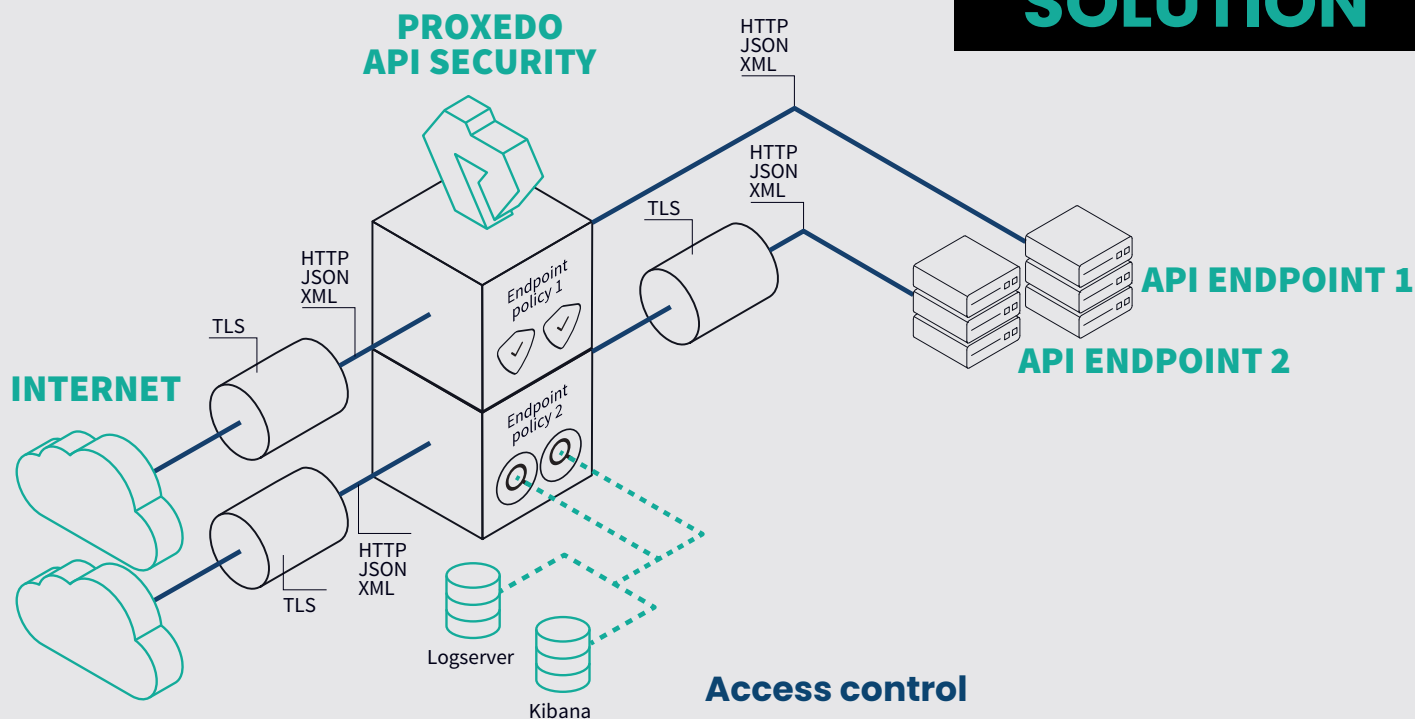 SOLUTION
PROXEDO
API SECURITY
HTTP
JSON
XML
HTTP
JSON
XML
TLS
HTTP
JSON
XML
TLS
Endpoint
policy 1
API ENDPOINT 1
API ENDPOINT 2
INTERNET
Endpoint
policy 2
HTTP
JSON
XML
TLS
Logserver
Kibana
Access control